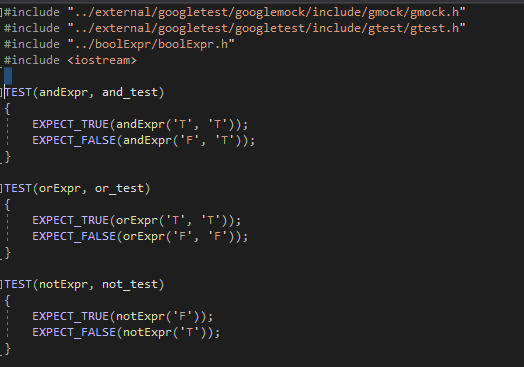 #include "../external/googletest/googlemock/include/gmock/gmock.h"
#include "../external/googletest/googletest/include/gtest/gtest.h"
#include "../boolExpr/boolExpr.h"
#include <iostream>
TEST(andExpr, and_test)
{
EXPECT_TRUE(andExpr('T', 'T'));
EXPECT_FALSE(andExpr('F', 'T'));
}
TEST(orExpr, or_test)
{
EXPECT_TRUE(orExpr('T', 'T'));
EXPECT_FALSE(orExpr('F', 'F'));
}
TEST(notExpr, not_test)
{
EXPECT_TRUE(notExpr('F'));
EXPECT_FALSE(notExpr('T'));
}